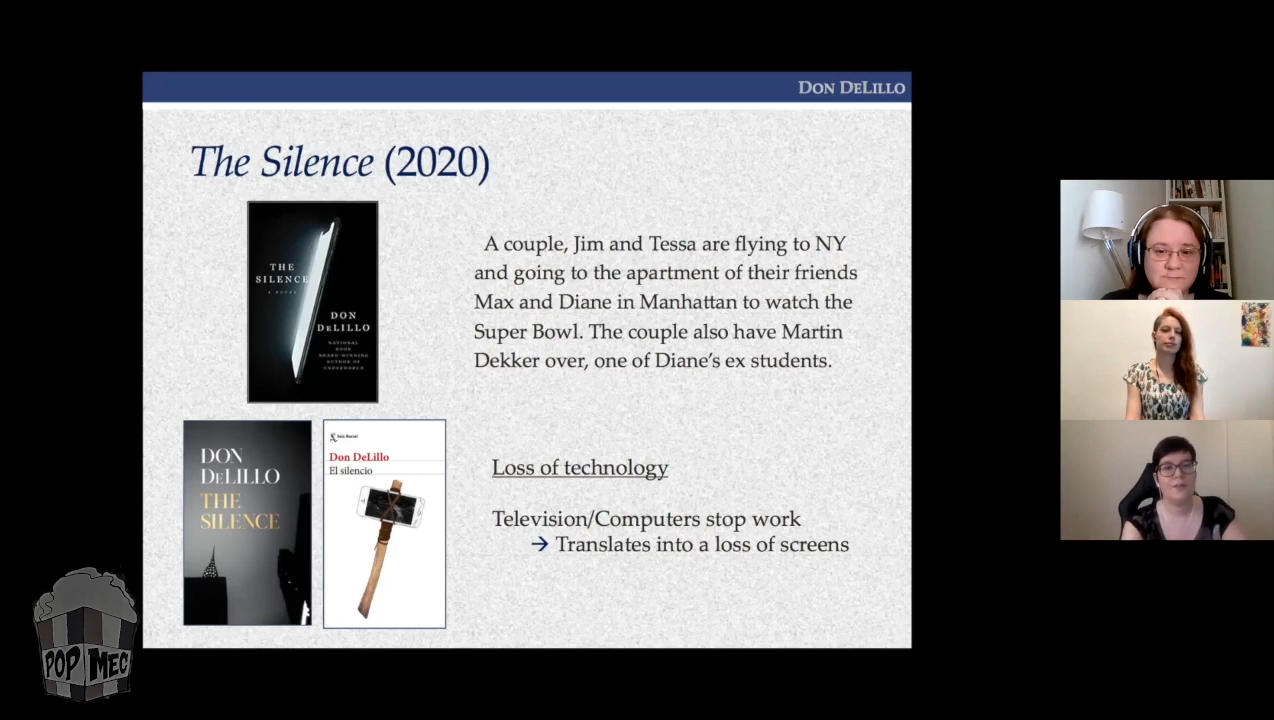 DON DELILLO
The Silence (2020)
THE
SILENCE
A NOVEL
DON
DELILLO
NATIONAL
BOOK
AWARD-WINNING
AUTHOR OF
UNDERWORLD
A couple, Jim and Tessa are flying to NY
and going to the apartment of their friends
Max and Diane in Manhattan to watch the
Super Bowl. The couple also have Martin
Dekker over, one of Diane's ex students.
DON
DELILLO
THE
SILENCE
Seix Barral
Don DeLillo
El silencio
Loss of technology
Television/Computers stop work
→ Translates into a loss of screens
POP MEC